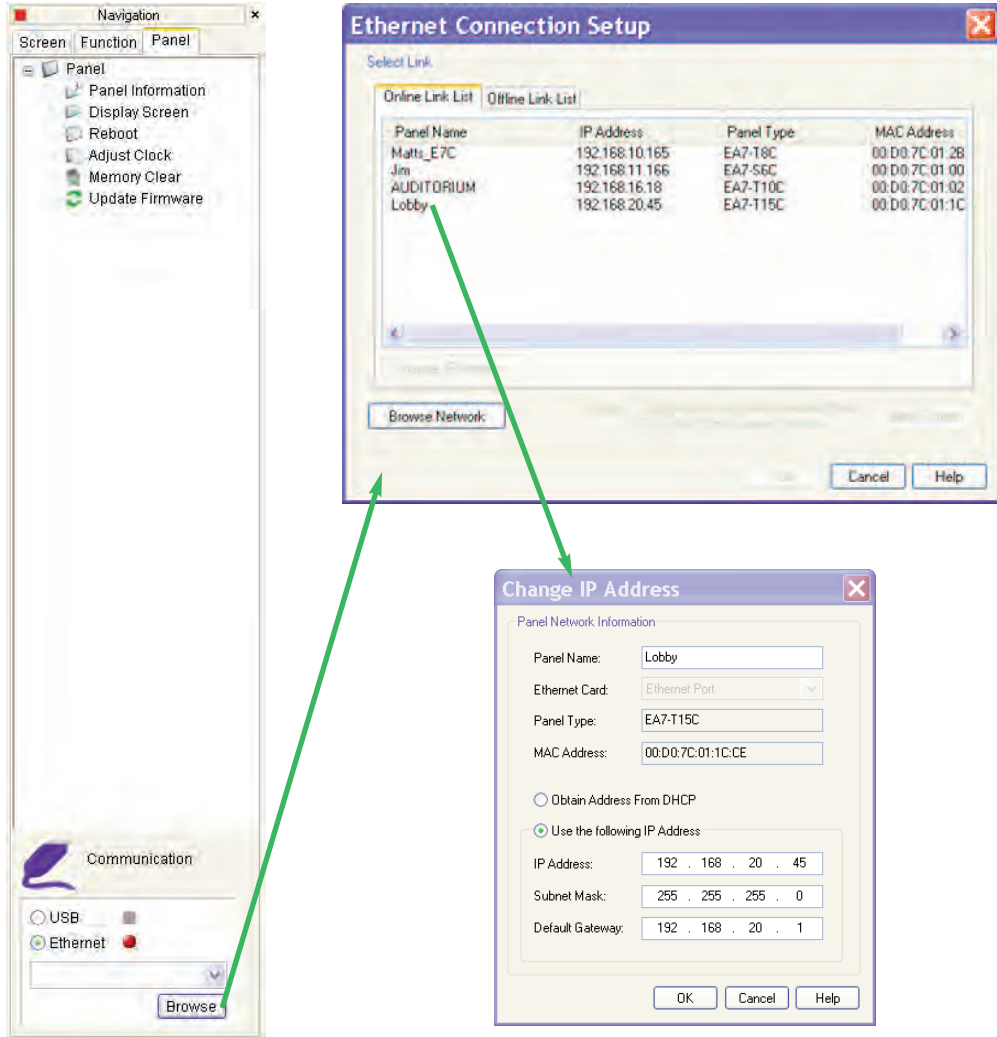 Navigation
Screen Function Panel
Panel
Panel Information
Display Screen
Reboot
Adjust Clock
Memory Clear
Update Firmware
Communication
USB
Ethernet
Browse
Ethernet Connection Setup
Select Link
Online Link List Offline Link List
Panel Name IP Address Panel Type MAC Address
Matts_E7C 192.168.10.165 EA7-T8C 00:D0:7C:01:2B
Jim 192.168.11.166 EA7-S6C 00:D0:7C:01:00
AUDITORIUM 192.168.16.18 EA7-T10C 00:D0:7C:01:02
Lobby 192.168.20.45 EA7-T15C 00:D0:7C:01:1C
Browse Network
Cancel Help
Change IP Address
Panel Network Information
Panel Name: Lobby
Ethernet Card: Ethernet Port
Panel Type: EA7-T15C
MAC Address: 00:D0:7C:01:1C:CE
Obtain Address From DHCP
Use the following IP Address
IP Address: 192 . 168 . 20 . 45
Subnet Mask: 255 . 255 . 255 . 0
Default Gateway: 192 . 168 . 20 . 1
OK Cancel Help